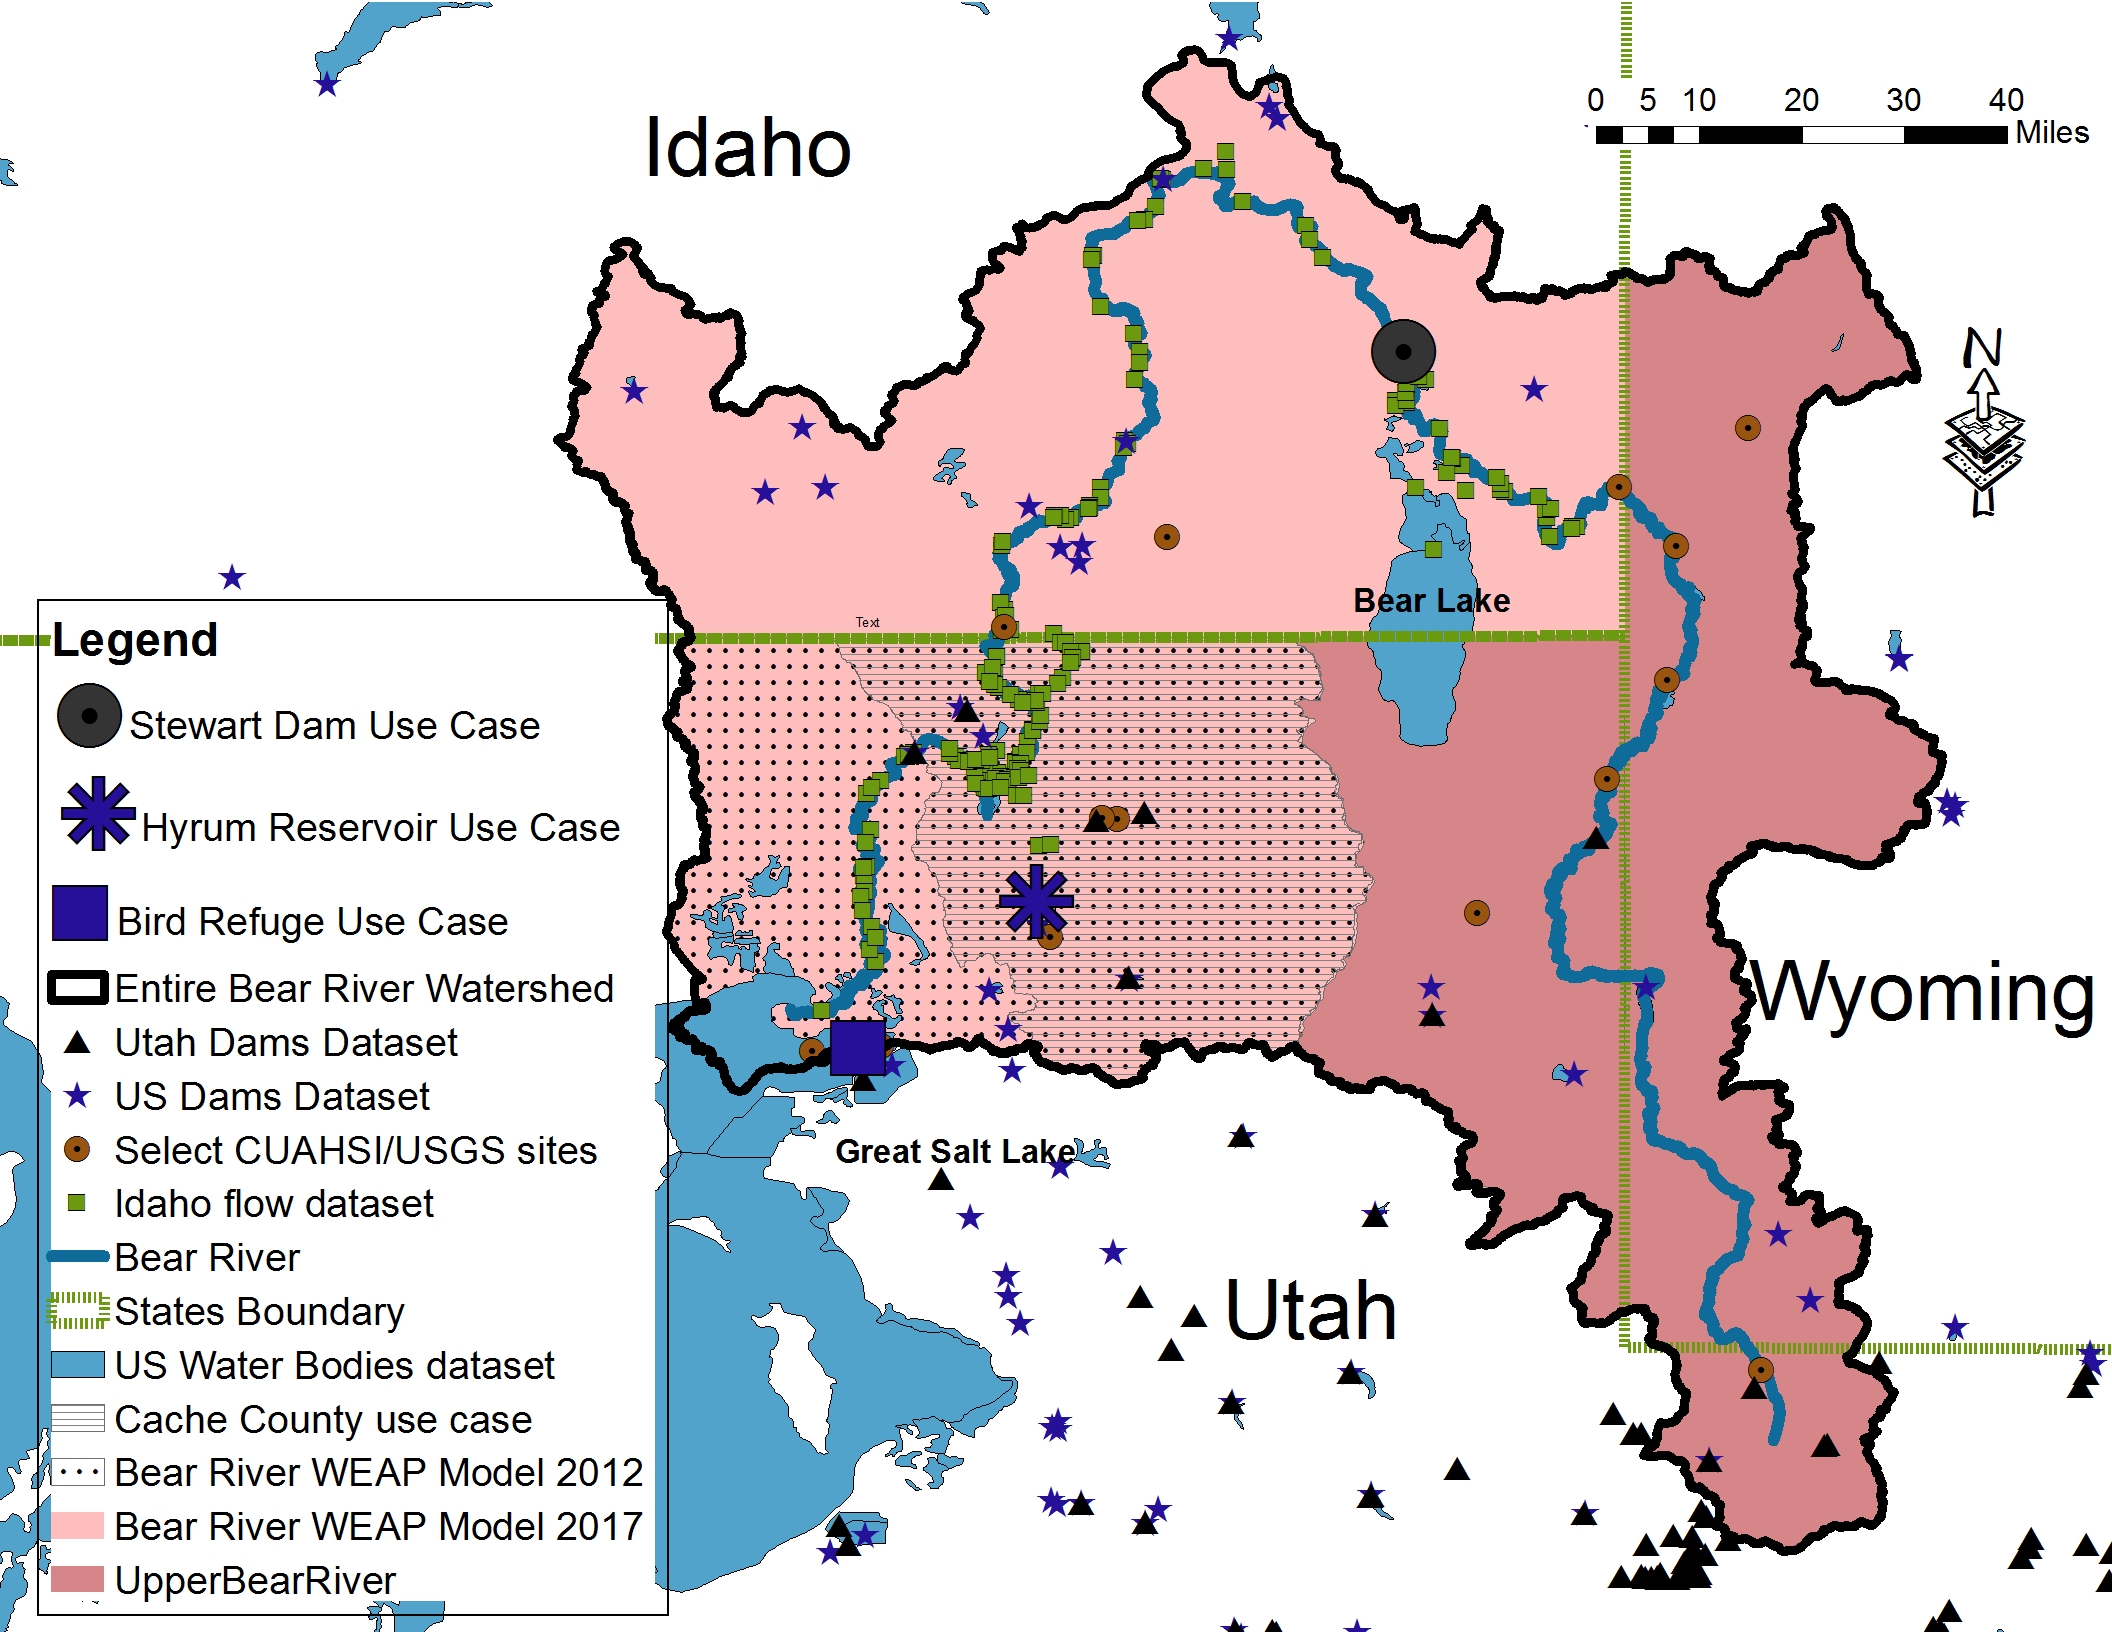 Idaho
0 5 10 20 30 40
Miles
N
Bear Lake
Text
Legend
Stewart Dam Use Case
Hyrum Reservoir Use Case
Bird Refuge Use Case
Entire Bear River Watershed
Utah Dams Dataset
US Dams Dataset
Select CUAHSI/USGS sites
Idaho flow dataset
Bear River
States Boundary
US Water Bodies dataset
Cache County use case
Bear River WEAP Model 2012
Bear River WEAP Model 2017
UpperBearRiver
Wyoming
Great Salt Lake
Utah